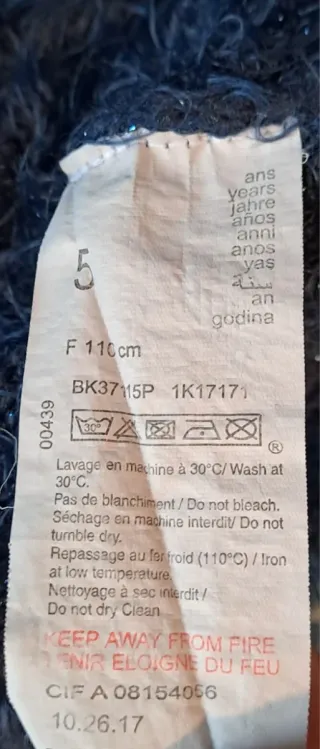 ans
years
jahre
años
anni
anos
yaş
سنة
an
godina
5
F 110cm
BK37115P 1K17171
00439
30°
®
Lavage en machine à 30°C/ Wash at
30°C.
Pas de blanchiment / Do not bleach.
Séchage en machine interdit/ Do not
tumble dry.
Repassage au fer froid (110°C) / Iron
at low temperature.
Nettoyage à sec interdit /
Do not dry Clean
KEEP AWAY FROM FIRE
TENIR ELOIGNE DU FEU
CIF A 08154056
10.26.17